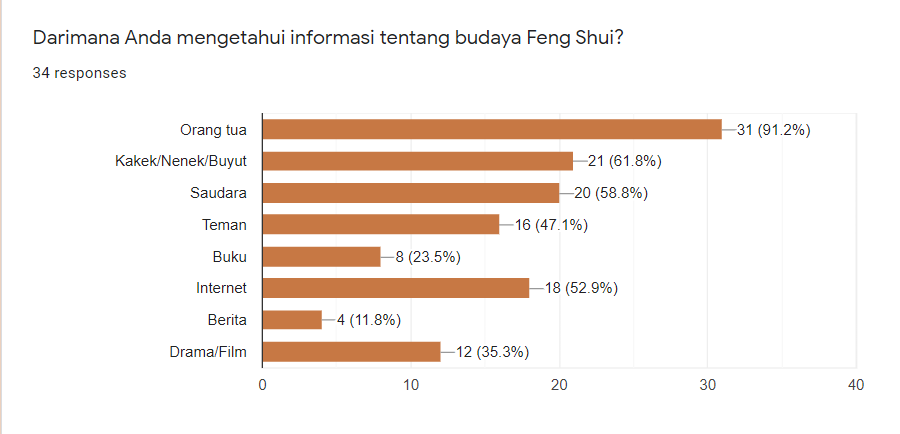 Darimana Anda mengetahui informasi tentang budaya Feng Shui?
34 responses
Orang tua 31 (91.2%)
Kakek/Nenek/Buyut 21 (61.8%)
Saudara 20 (58.8%)
Teman 16 (47.1%)
Buku 8 (23.5%)
Internet 18 (52.9%)
Berita 4 (11.8%)
Drama/Film 12 (35.3%)
0 10 20 30 40